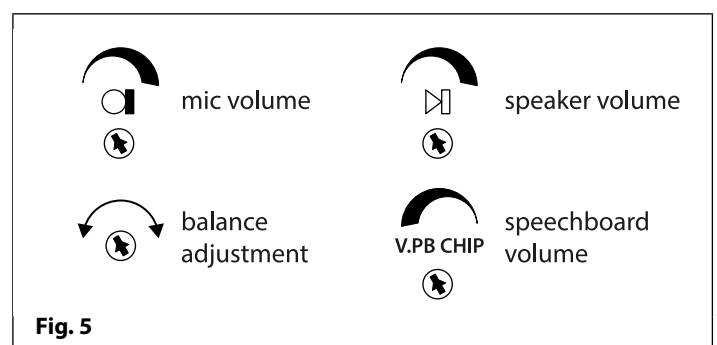 mic volume
speaker volume
balance
adjustment
V.PB CHIP
speechboard
volume
Fig. 5